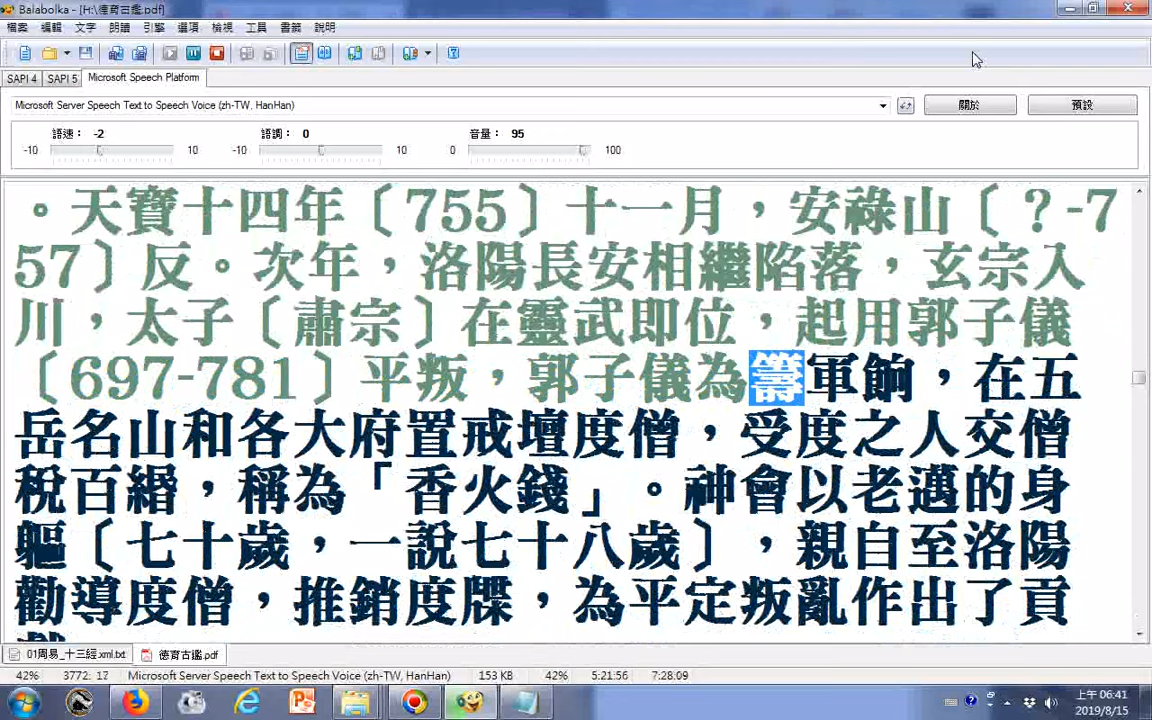 Balabolka - [H:\德育古鑑.pdf]
檔案 編輯 文字 朗讀 引擎 選項 檢視 工具 書籤 說明
SAPI 4 SAPI 5 Microsoft Speech Platform
Microsoft Server Speech Text to Speech Voice (zh-TW, HanHan) 關於 預設
語速： -2 語調： 0 音量： 95
-10 10 -10 10 0 100
。天寶十四年〔755〕十一月，安祿山〔？-7
57〕反。次年，洛陽長安相繼陷落，玄宗入
川，太子〔肅宗〕在靈武即位，起用郭子儀
〔697-781〕平叛，郭子儀為籌軍餉，在五
岳名山和各大府置戒壇度僧，受度之人交僧
稅百緡，稱為「香火錢」。神會以老邁的身
軀〔七十歲，一說七十八歲〕，親自至洛陽
勸導度僧，推銷度牒，為平定叛亂作出了貢
01周易_十三經.xml.txt 德育古鑑.pdf
42% 3772: 17 Microsoft Server Speech Text to Speech Voice (zh-TW, HanHan) 153 KB 42% 5:21:56 7:28:09
上午 06:41
2019/8/15